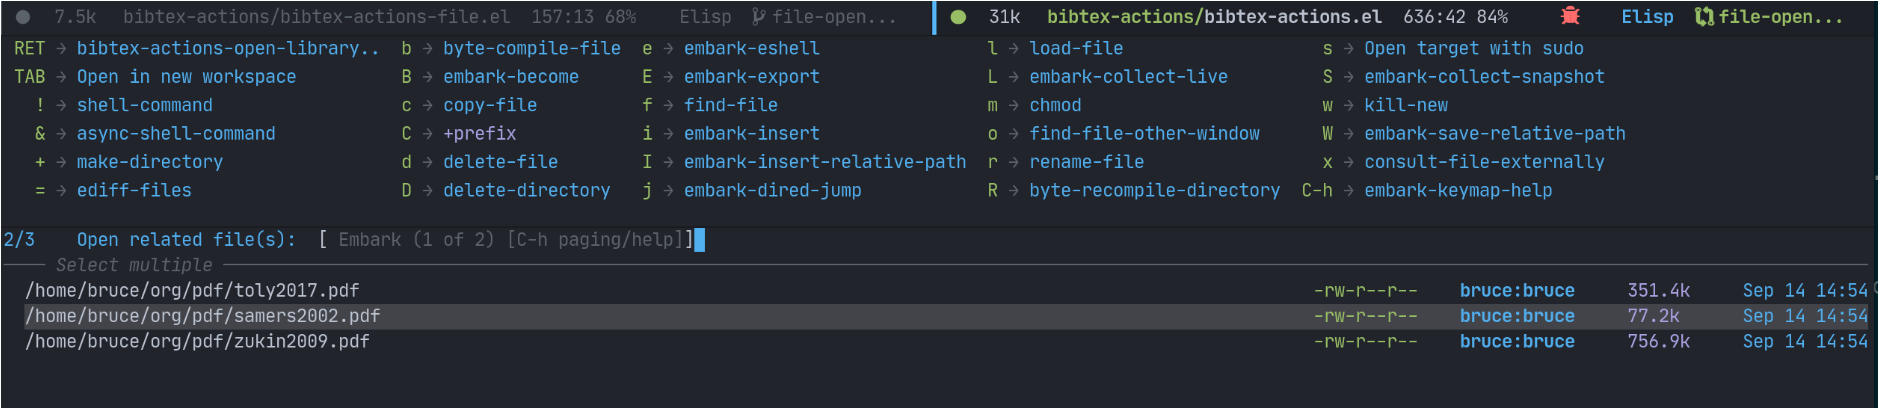 7.5k bibtex-actions/bibtex-actions-file.el 157:13 68% Elisp file-open... 31k bibtex-actions/bibtex-actions.el 636:42 84% Elisp file-open...
RET → bibtex-actions-open-library.. b → byte-compile-file e → embark-eshell l → load-file s → Open target with sudo
TAB → Open in new workspace B → embark-become E → embark-export L → embark-collect-live S → embark-collect-snapshot
! → shell-command c → copy-file f → find-file m → chmod w → kill-new
& → async-shell-command C → +prefix i → embark-insert o → find-file-other-window W → embark-save-relative-path
+ → make-directory d → delete-file I → embark-insert-relative-path r → rename-file x → consult-file-externally
= → ediff-files D → delete-directory j → embark-dired-jump R → byte-recompile-directory C-h → embark-keymap-help
2/3 Open related file(s): [ Embark (1 of 2) [C-h paging/help]]
Select multiple
/home/bruce/org/pdf/toly2017.pdf -rw-r--r-- bruce:bruce 351.4k Sep 14 14:54
/home/bruce/org/pdf/samers2002.pdf -rw-r--r-- bruce:bruce 77.2k Sep 14 14:54
/home/bruce/org/pdf/zukin2009.pdf -rw-r--r-- bruce:bruce 756.9k Sep 14 14:54